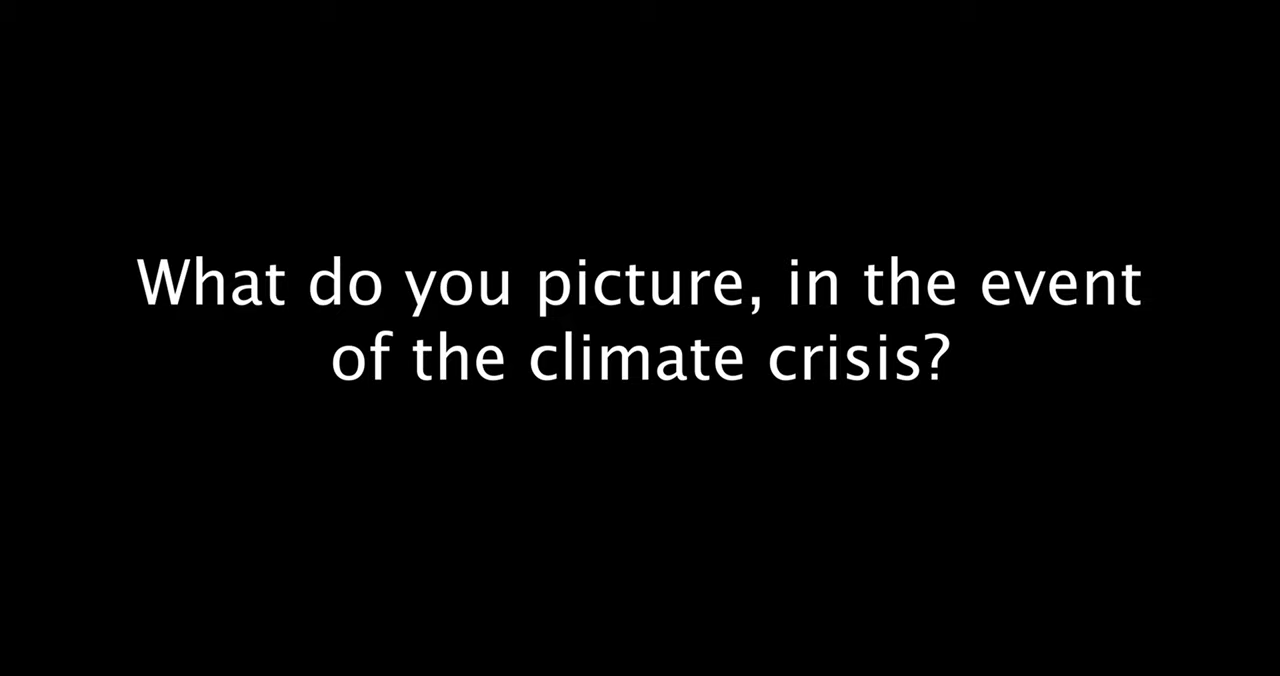 What do you picture, in the event
of the climate crisis?